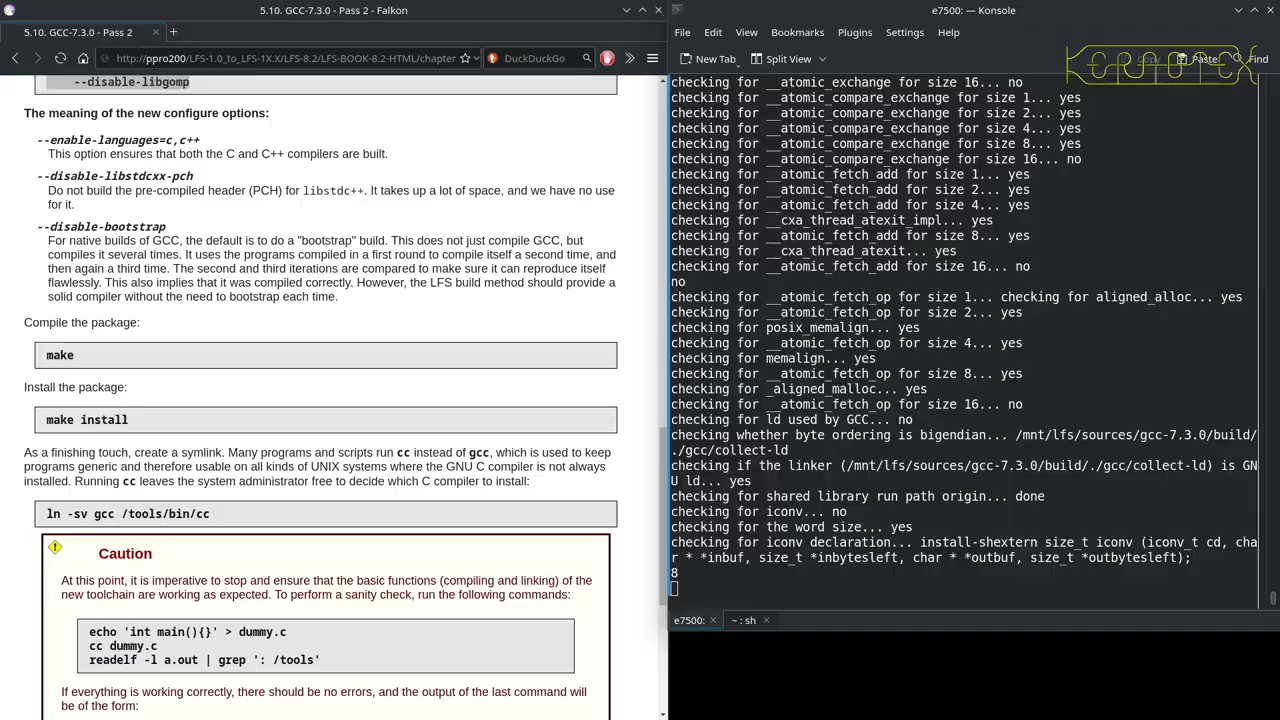 5.10. GCC-7.3.0 - Pass 2 - Falkon
5.10. GCC-7.3.0 - Pass 2
http://ppro200/LFS-1.0_to_LFS-1X.X/LFS-8.2/LFS-BOOK-8.2-HTML/chapter
DuckDuckGo
--disable-libgomp
The meaning of the new configure options:
--enable-languages=c,c++
This option ensures that both the C and C++ compilers are built.
--disable-libstdcxx-pch
Do not build the pre-compiled header (PCH) for libstdc++. It takes up a lot of space, and we have no use
for it.
--disable-bootstrap
For native builds of GCC, the default is to do a "bootstrap" build. This does not just compile GCC, but
compiles it several times. It uses the programs compiled in a first round to compile itself a second time, and
then again a third time. The second and third iterations are compared to make sure it can reproduce itself
flawlessly. This also implies that it was compiled correctly. However, the LFS build method should provide a
solid compiler without the need to bootstrap each time.
Compile the package:
make
Install the package:
make install
As a finishing touch, create a symlink. Many programs and scripts run cc instead of gcc, which is used to keep
programs generic and therefore usable on all kinds of UNIX systems where the GNU C compiler is not always
installed. Running cc leaves the system administrator free to decide which C compiler to install:
ln -sv gcc /tools/bin/cc
Caution
At this point, it is imperative to stop and ensure that the basic functions (compiling and linking) of the
new toolchain are working as expected. To perform a sanity check, run the following commands:
echo 'int main(){}' > dummy.c
cc dummy.c
readelf -l a.out | grep ': /tools'
If everything is working correctly, there should be no errors, and the output of the last command will
be of the form:
e7500: — Konsole
File Edit View Bookmarks Plugins Settings Help
New Tab Split View Copy Paste Find
checking for __atomic_exchange for size 16... no
checking for __atomic_compare_exchange for size 1... yes
checking for __atomic_compare_exchange for size 2... yes
checking for __atomic_compare_exchange for size 4... yes
checking for __atomic_compare_exchange for size 8... yes
checking for __atomic_compare_exchange for size 16... no
checking for __atomic_fetch_add for size 1... yes
checking for __atomic_fetch_add for size 2... yes
checking for __atomic_fetch_add for size 4... yes
checking for __cxa_thread_atexit_impl... yes
checking for __atomic_fetch_add for size 8... yes
checking for __cxa_thread_atexit... yes
checking for __atomic_fetch_add for size 16... no
no
checking for __atomic_fetch_op for size 1... checking for aligned_alloc... yes
checking for __atomic_fetch_op for size 2... yes
checking for posix_memalign... yes
checking for __atomic_fetch_op for size 4... yes
checking for memalign... yes
checking for __atomic_fetch_op for size 8... yes
checking for _aligned_malloc... yes
checking for __atomic_fetch_op for size 16... no
checking for ld used by GCC... no
checking whether byte ordering is bigendian... /mnt/lfs/sources/gcc-7.3.0/build/
./gcc/collect-ld
checking if the linker (/mnt/lfs/sources/gcc-7.3.0/build/./gcc/collect-ld) is GN
U ld... yes
checking for shared library run path origin... done
checking for iconv... no
checking for the word size... yes
checking for iconv declaration... install-shextern size_t iconv (iconv_t cd, cha
r * *inbuf, size_t *inbytesleft, char * *outbuf, size_t *outbytesleft);
8
e7500: ~ : sh